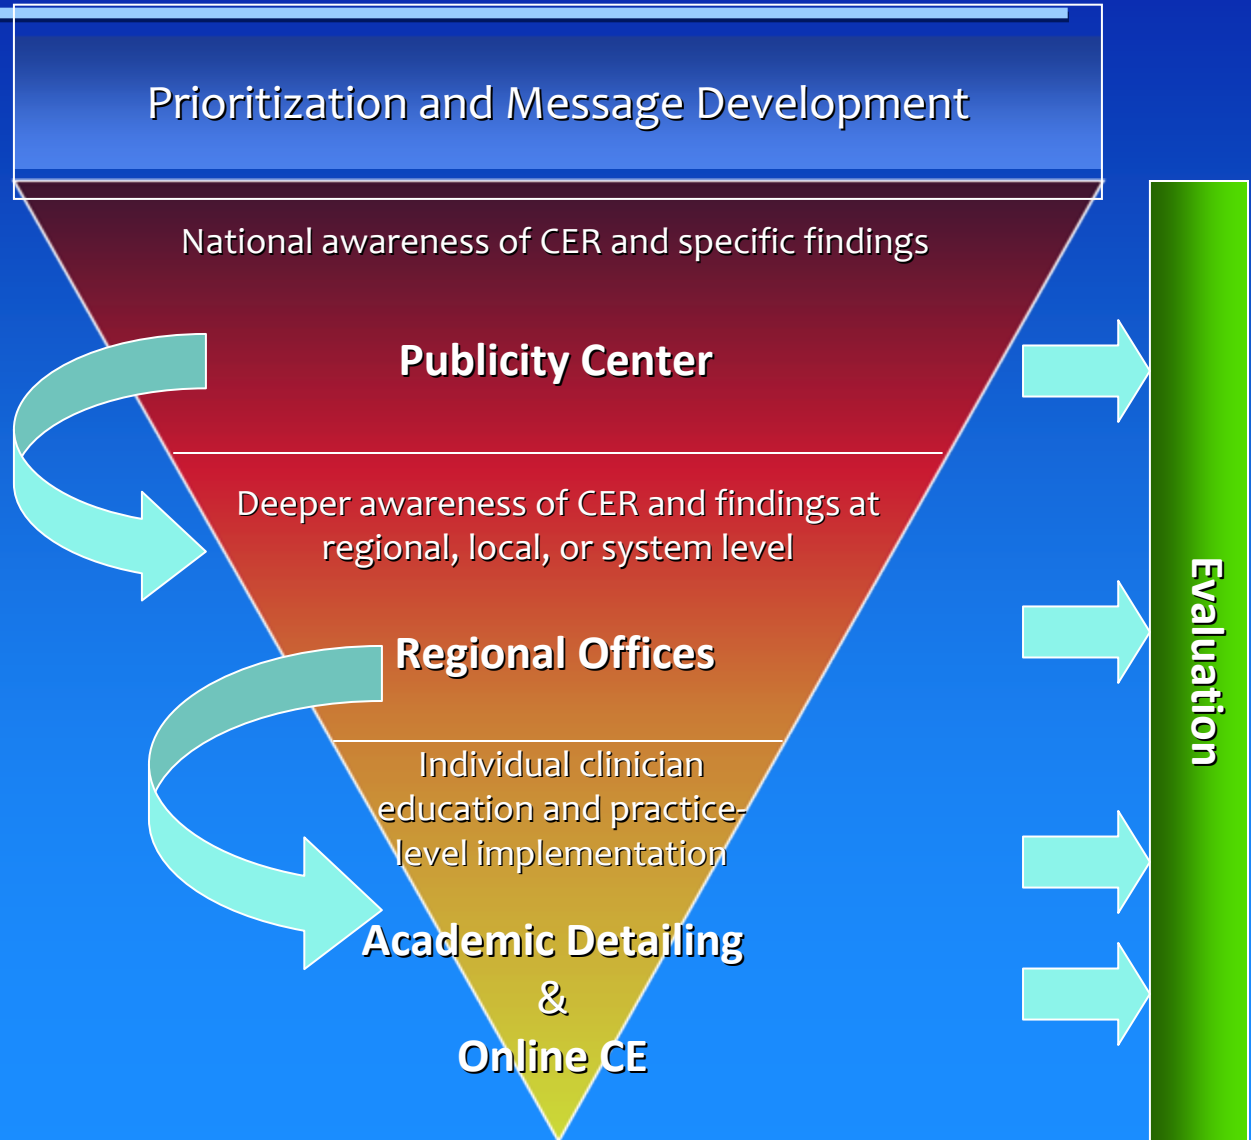 Prioritization and Message Development
National awareness of CER and specific findings
Publicity Center
Deeper awareness of CER and findings at
regional, local, or system level
Regional Offices
Individual clinician
education and practice-
level implementation
Academic Detailing
&
Online CE
Evaluation